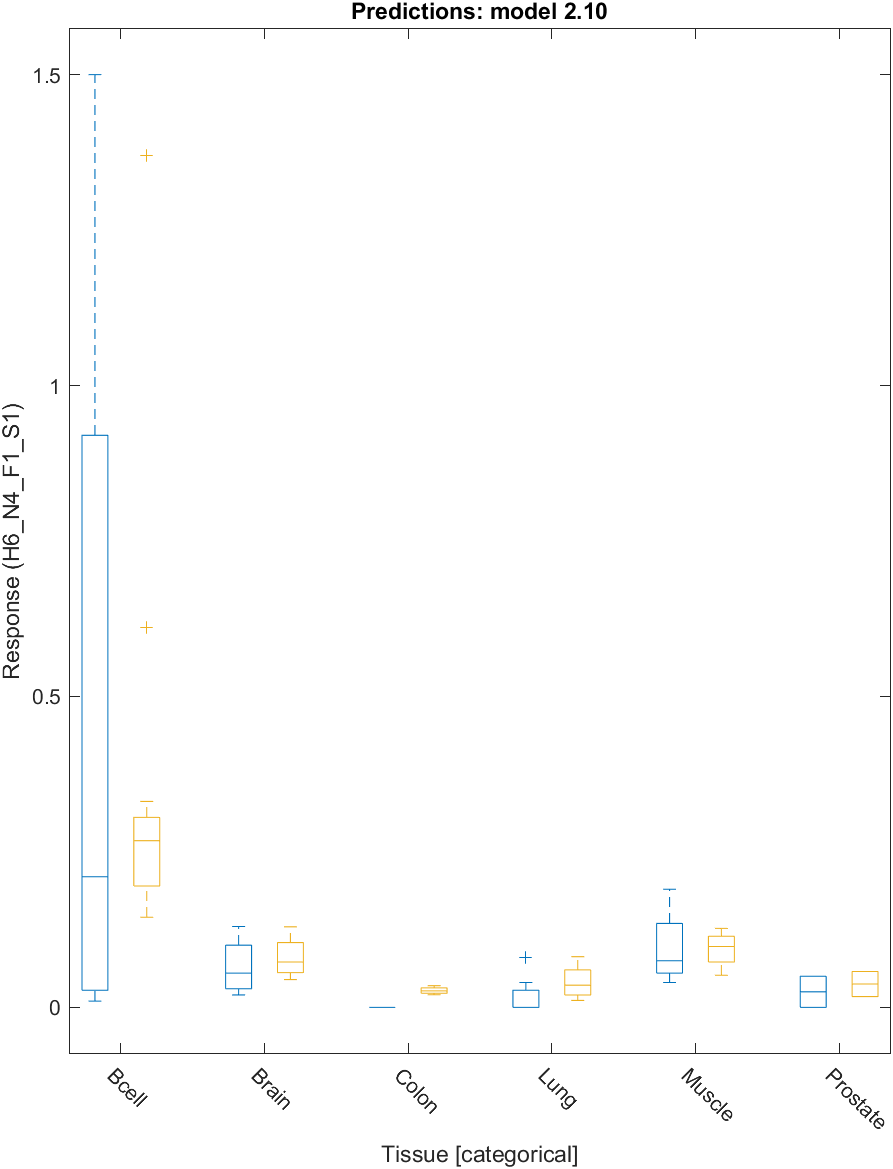 Predictions: model 2.10
Response (H6_N4_F1_S1)
1.5
1
0.5
0
Bcell
Brain
Colon
Lung
Muscle
Prostate
Tissue [categorical]